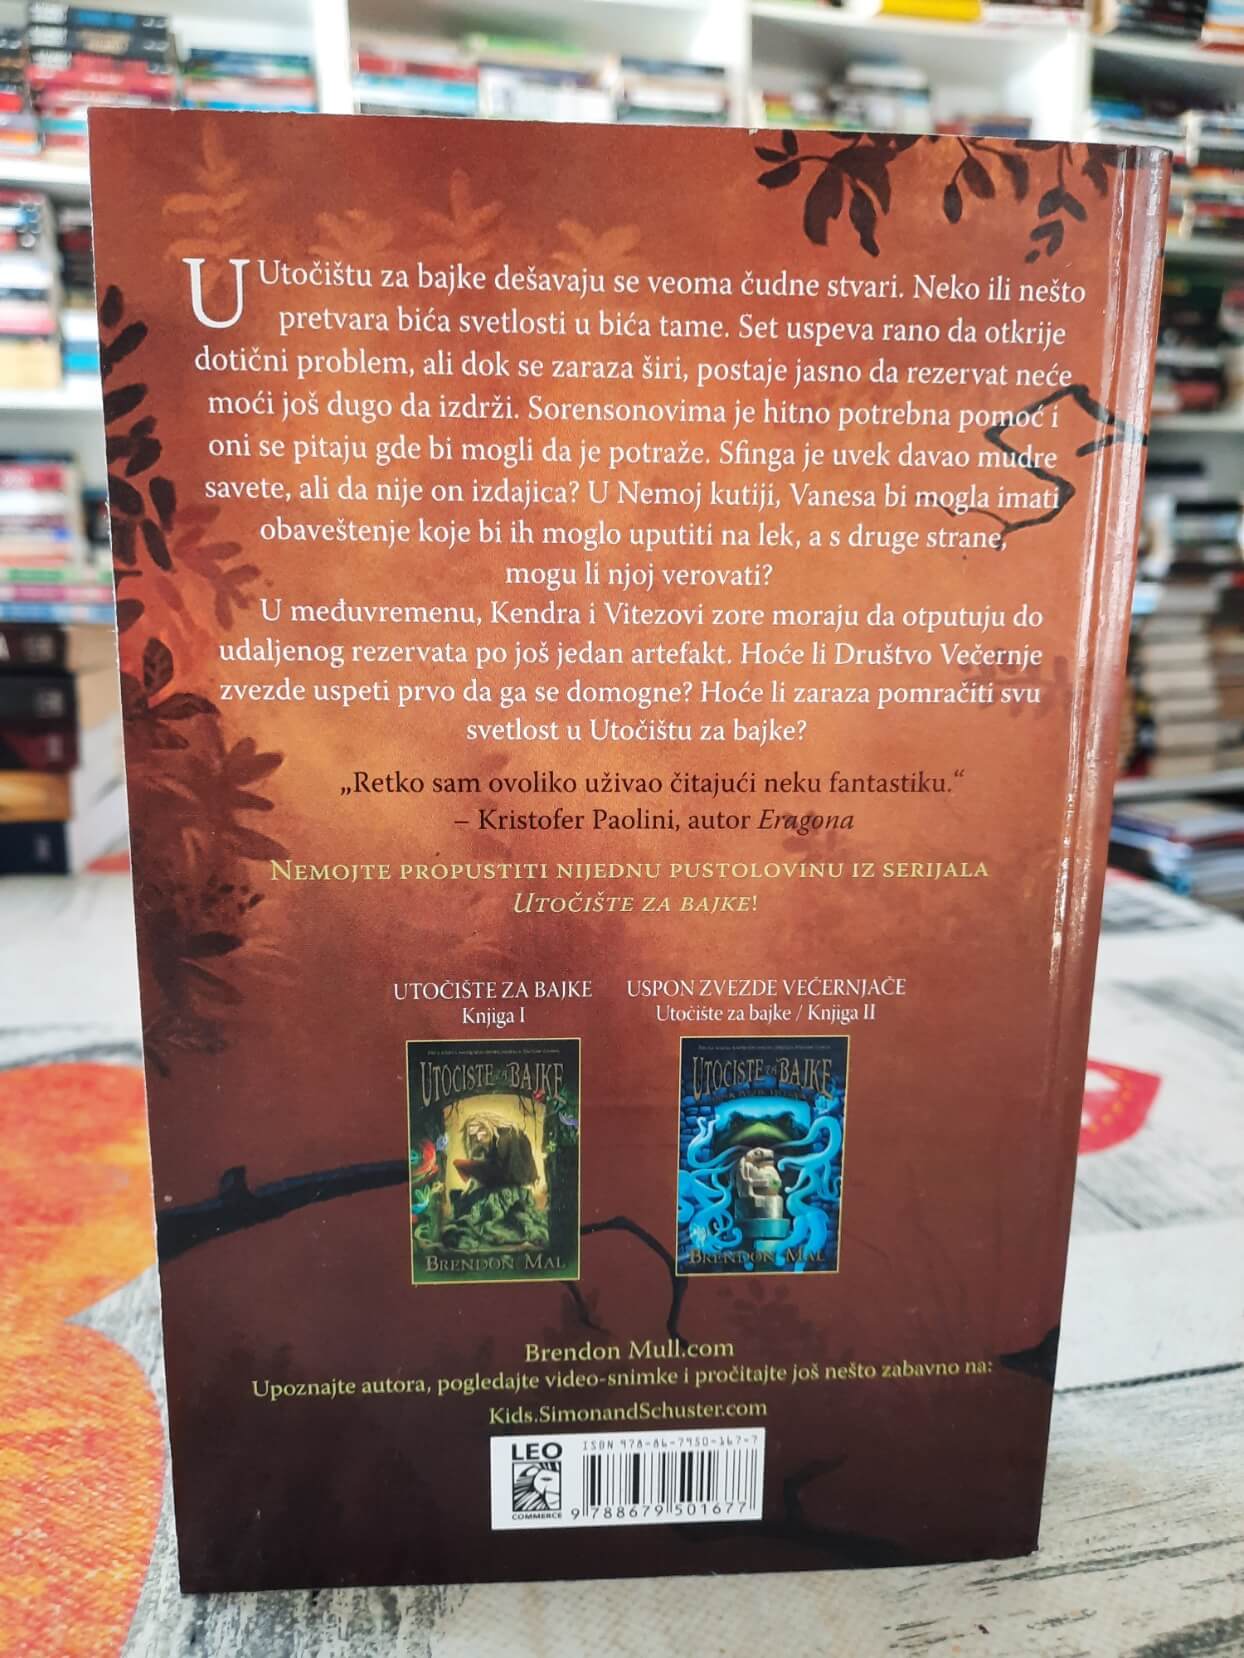 U Utočištu za bajke dešavaju se veoma čudne stvari. Neko ili nešto
pretvara bića svetlosti u bića tame. Set uspeva rano da otkrije
dotični problem, ali dok se zaraza širi, postaje jasno da rezervat neće
moći još dugo da izdrži. Sorensonovima je hitno potrebna pomoć i
oni se pitaju gde bi mogli da je potraže. Sfinga je uvek davao mudre
savete, ali da nije on izdajica? U Nemoj kutiji, Vanesa bi mogla imati
obaveštenje koje bi ih moglo uputiti na lek, a s druge strane,
mogu li njoj verovati?
U međuvremenu, Kendra i Vitezovi zore moraju da otputuju do
udaljenog rezervata po još jedan artefakt. Hoće li Društvo Večernje
zvezde uspeti prvo da ga se domogne? Hoće li zaraza pomračiti svu
svetlost u Utočištu za bajke?
„Retko sam ovoliko uživao čitajući neku fantastiku.“
– Kristofer Paolini, autor Eragona
NEMOJTE PROPUSTITI NIJEDNU PUSTOLOVINU IZ SERIJALA
UTOČIŠTE ZA BAJKE!
UTOČIŠTE ZA BAJKE
Knjiga I
USPON ZVEZDE VEČERNJAČE
Utočište za bajke / Knjiga II
UTOČIŠTE ZA BAJKE
BRENDON MAL
UTOČIŠTE ZA BAJKE
BRENDON MAL
Brendon Mull.com
Upoznajte autora, pogledajte video-snimke i pročitajte još nešto zabavno na:
Kids.SimonandSchuster.com
LEO
COMMERCE
ISBN 978-86-7950-167-7
9 788679 501677